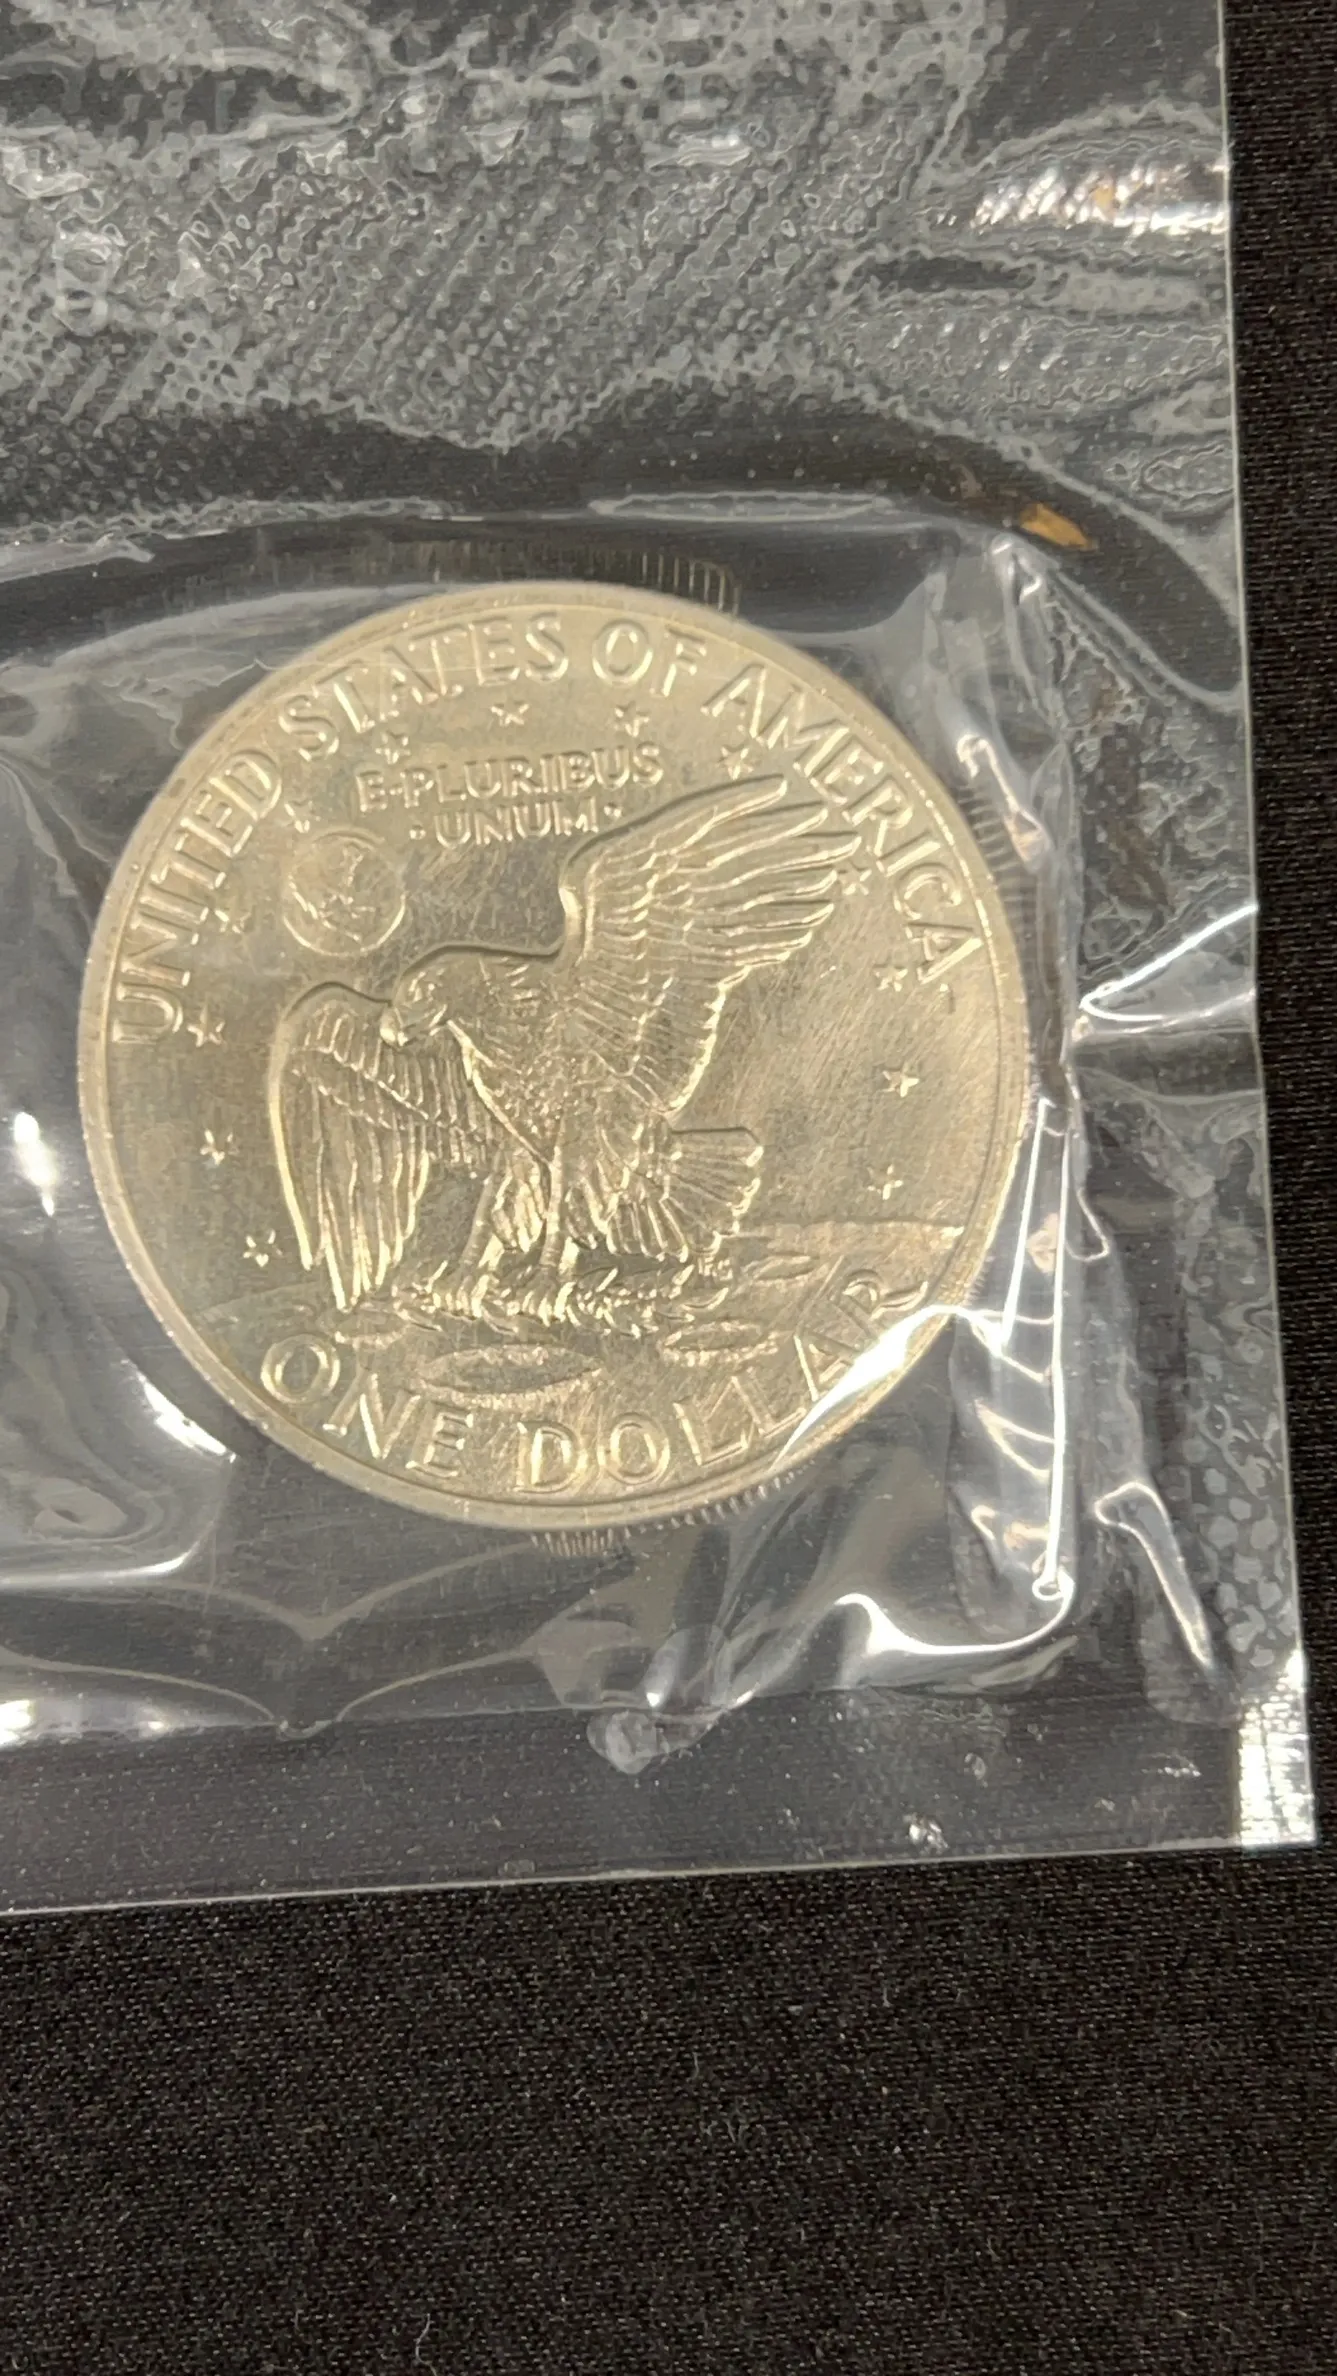 UNITED STATES OF AMERICA
E·PLURIBUS
·UNUM·
ONE DOLLAR